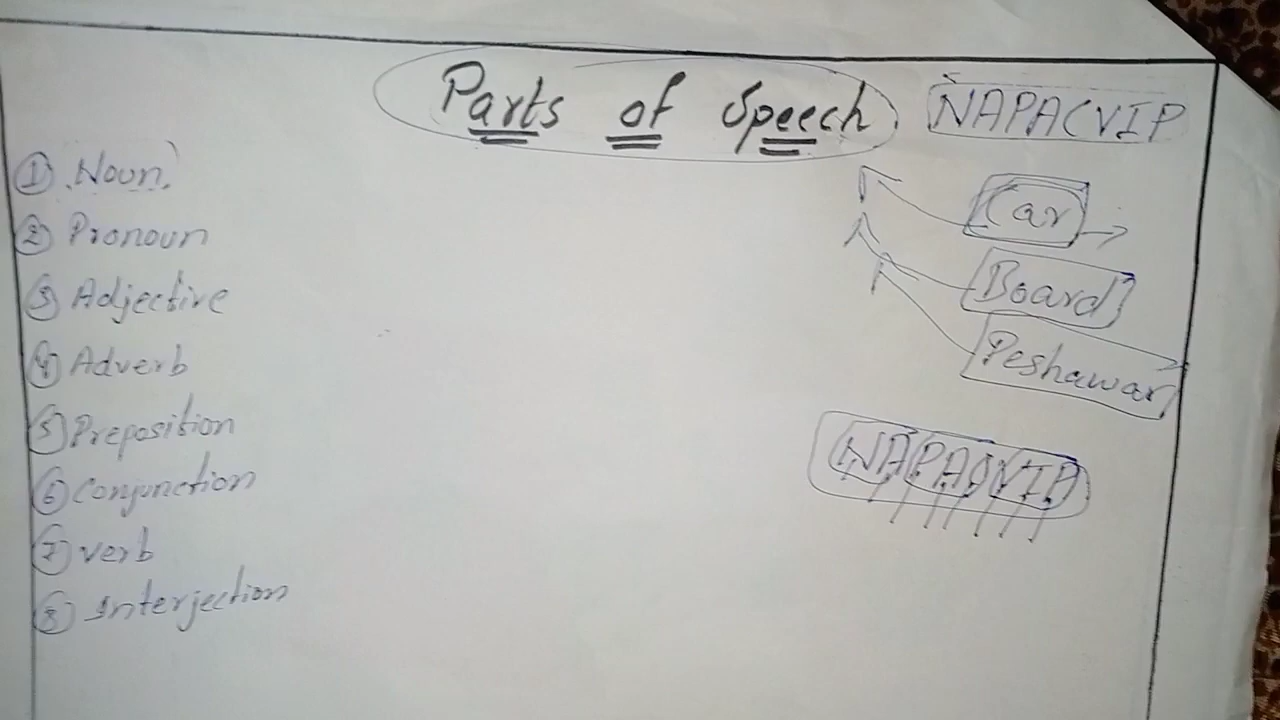 Parts of Speech
NAPACVIP
① Noun
② Pronoun
③ Adjective
④ Adverb
⑤ Preposition
⑥ Conjunction
⑦ verb
⑧ Interjection
Car
Board
Peshawar
NAPACVIP